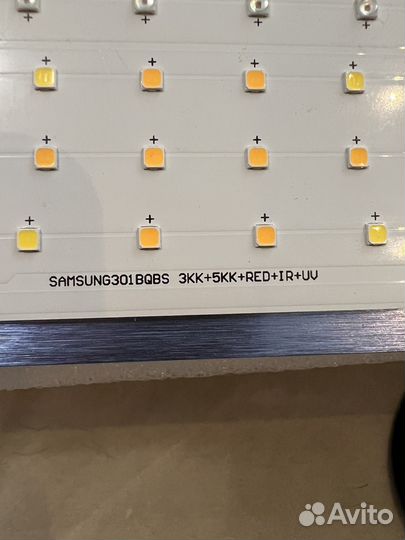 + + + +
+ + + +
+ + + +
SAMSUNG301BQBS 3KK+5KK+RED+IR+UV
Avito